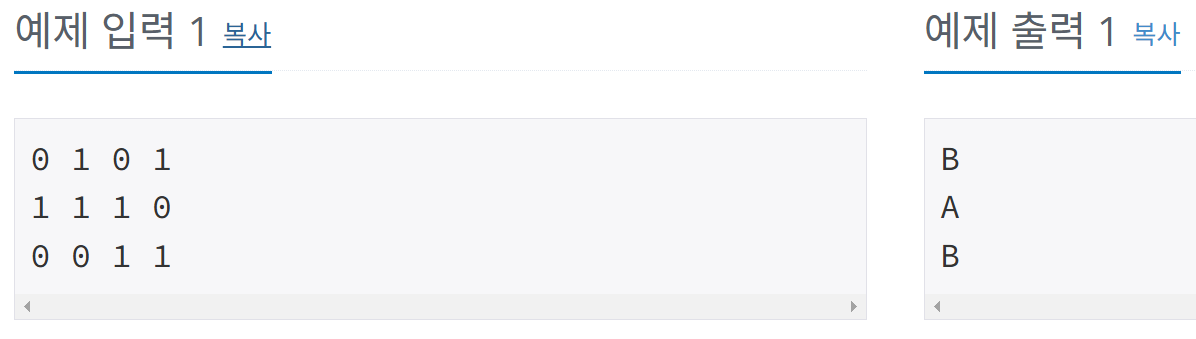 예제 입력 1 복사
0 1 0 1
1 1 1 0
0 0 1 1
예제 출력 1 복사
B
A
B